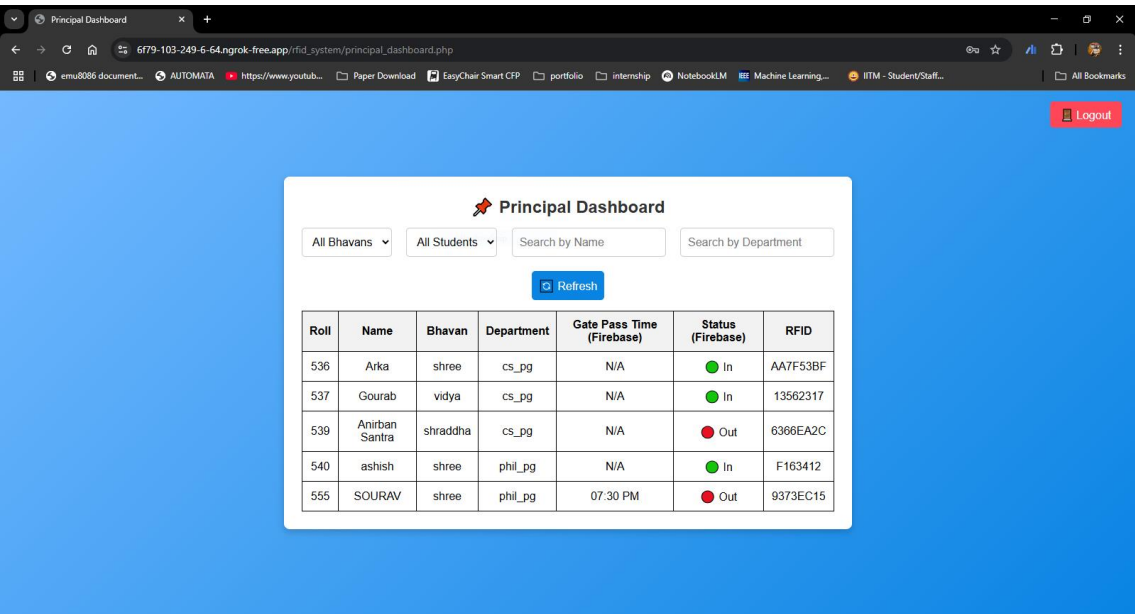 Principal Dashboard
6f79-103-249-6-64.ngrok-free.app/rfid_system/principal_dashboard.php
emu8086 document... AUTOMATA https://www.youtub... Paper Download EasyChair Smart CFP portfolio internship NotebookLM IEEE Machine Learning,... IITM - Student/Staff... All Bookmarks
Logout
Principal Dashboard
All Bhavans All Students Search by Name Search by Department
Refresh
Roll Name Bhavan Department Gate Pass Time (Firebase) Status (Firebase) RFID
536 Arka shree cs_pg N/A In AA7F53BF
537 Gourab vidya cs_pg N/A In 13562317
539 Anirban Santra shraddha cs_pg N/A Out 6366EA2C
540 ashish shree phil_pg N/A In F163412
555 SOURAV shree phil_pg 07:30 PM Out 9373EC15